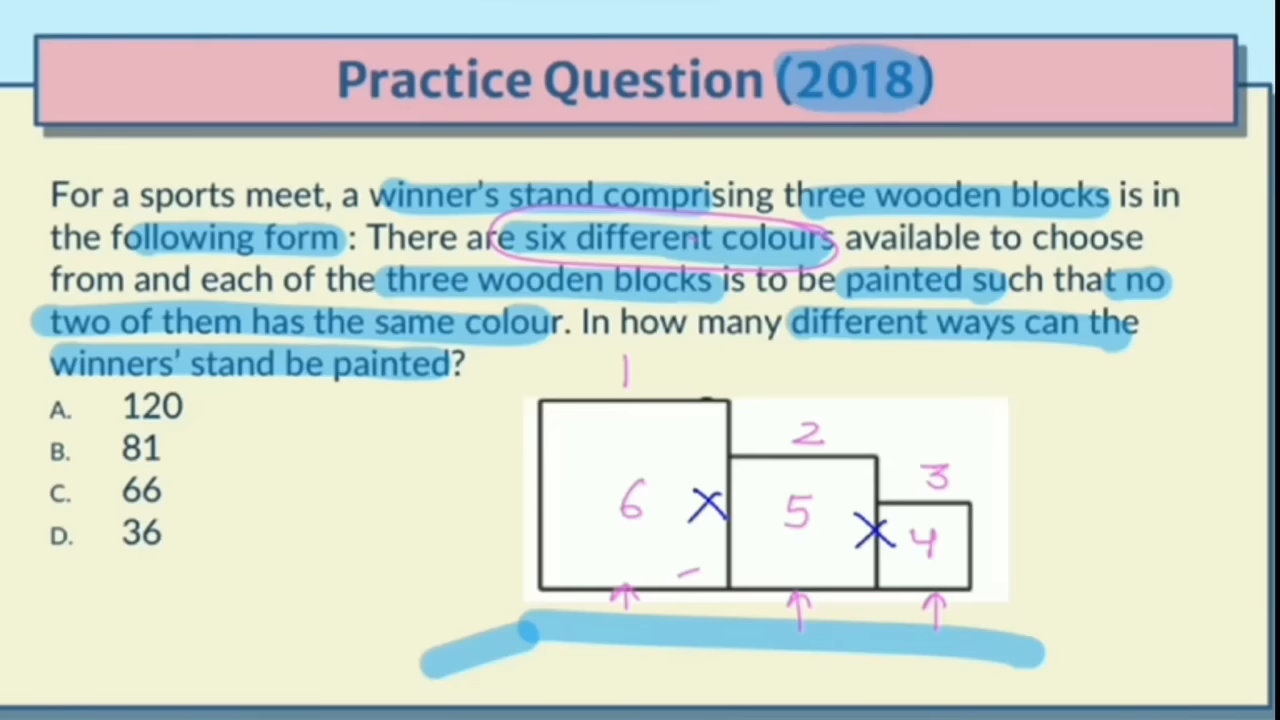 Practice Question (2018)
For a sports meet, a winner's stand comprising three wooden blocks is in
the following form : There are six different colours available to choose
from and each of the three wooden blocks is to be painted such that no
two of them has the same colour. In how many different ways can the
winners' stand be painted?
A. 120
B. 81
C. 66
D. 36
1
2
3
6 × 5 × 4